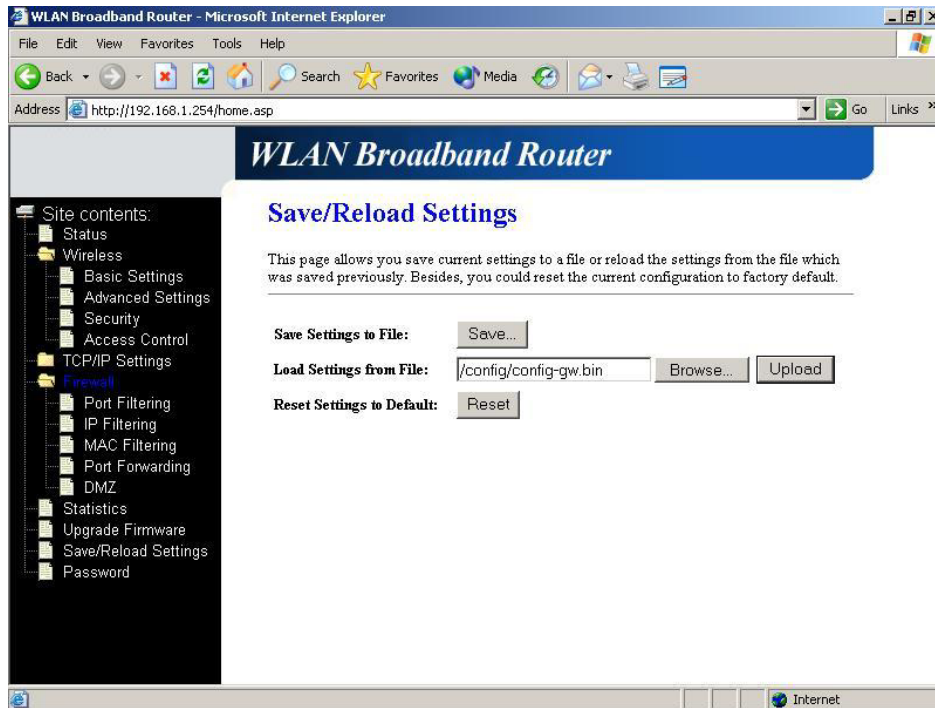 WLAN Broadband Router - Microsoft Internet Explorer
File Edit View Favorites Tools Help
Back Search Favorites Media
Address http://192.168.1.254/home.asp Go Links »
WLAN Broadband Router
Site contents:
Status
Wireless
Basic Settings
Advanced Settings
Security
Access Control
TCP/IP Settings
Firewall
Port Filtering
IP Filtering
MAC Filtering
Port Forwarding
DMZ
Statistics
Upgrade Firmware
Save/Reload Settings
Password
Save/Reload Settings
This page allows you save current settings to a file or reload the settings from the file which
was saved previously. Besides, you could reset the current configuration to factory default.
Save Settings to File: Save...
Load Settings from File: /config/config-gw.bin Browse... Upload
Reset Settings to Default: Reset
Internet